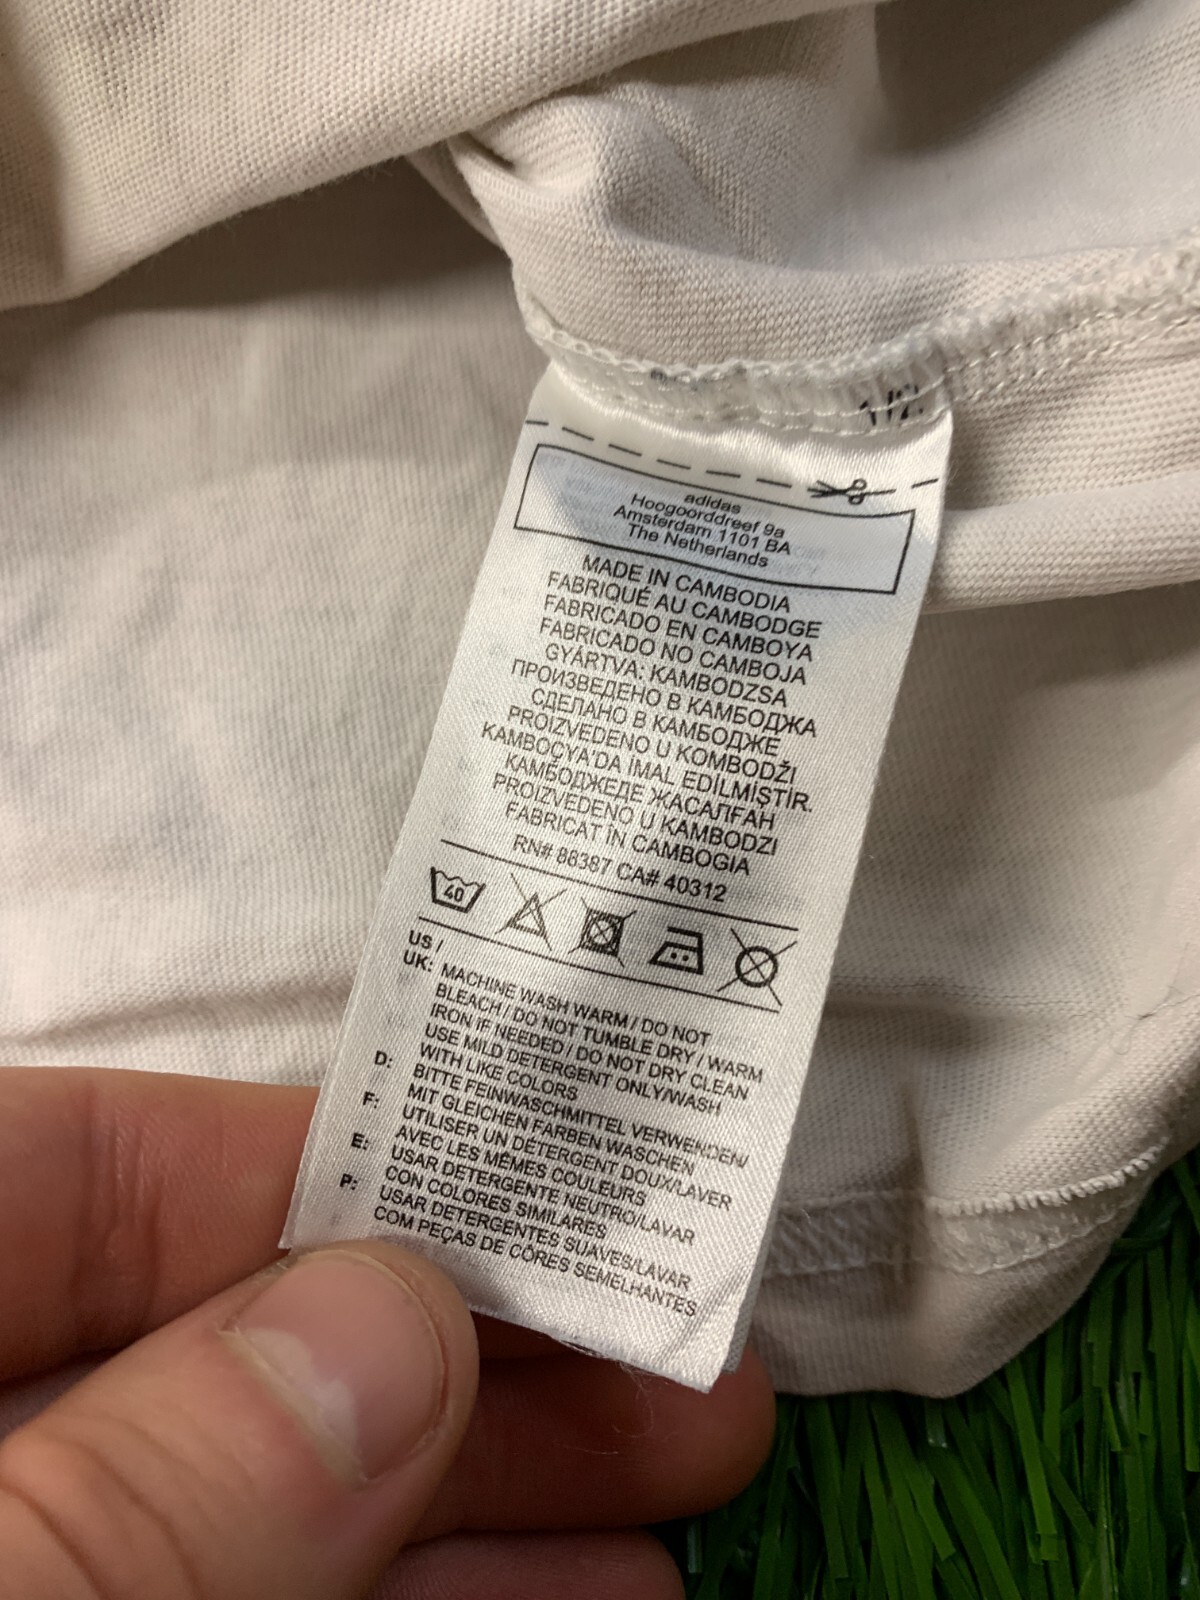 1/2
adidas
Hoogoorddreef 9a
Amsterdam 1101 BA
The Netherlands
MADE IN CAMBODIA
FABRIQUÉ AU CAMBODGE
FABRICADO EN CAMBOYA
FABRICADO NO CAMBOJA
GYÁRTVA: KAMBODZSA
ПРОИЗВЕДЕНО В КАМБОДЖА
СДЕЛАНО В КАМБОДЖЕ
PROIZVEDENO U KOMBODŽI
KAMBOÇYA'DA İMAL EDİLMİŞTİR.
КАМБОДЖЕДЕ ЖАСАЛҒАН
PROIZVEDENO U KAMBODZI
FABRICAT ÎN CAMBOGIA
RN# 88387 CA# 40312
40
US /
UK: MACHINE WASH WARM / DO NOT
BLEACH / DO NOT TUMBLE DRY / WARM
IRON IF NEEDED / DO NOT DRY CLEAN
USE MILD DETERGENT ONLY/WASH
WITH LIKE COLORS
D: BITTE FEINWASCHMITTEL VERWENDEN/
MIT GLEICHEN FARBEN WASCHEN
F: UTILISER UN DÉTERGENT DOUX/LAVER
AVEC LES MÊMES COULEURS
E: USAR DETERGENTE NEUTRO/LAVAR
CON COLORES SIMILARES
P: USAR DETERGENTES SUAVES/LAVAR
COM PEÇAS DE CÔRES SEMELHANTES